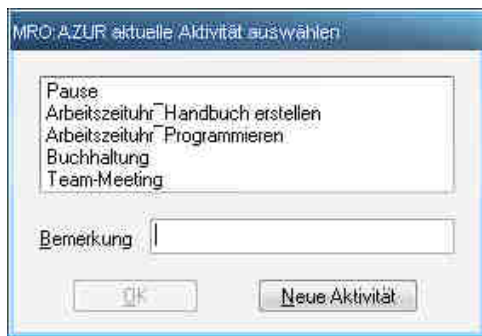 MRO:AZUR aktuelle Aktivität auswählen
Pause
Arbeitszeituhr¯Handbuch erstellen
Arbeitszeituhr¯Programmieren
Buchhaltung
Team-Meeting
Bemerkung
OK
Neue Aktivität